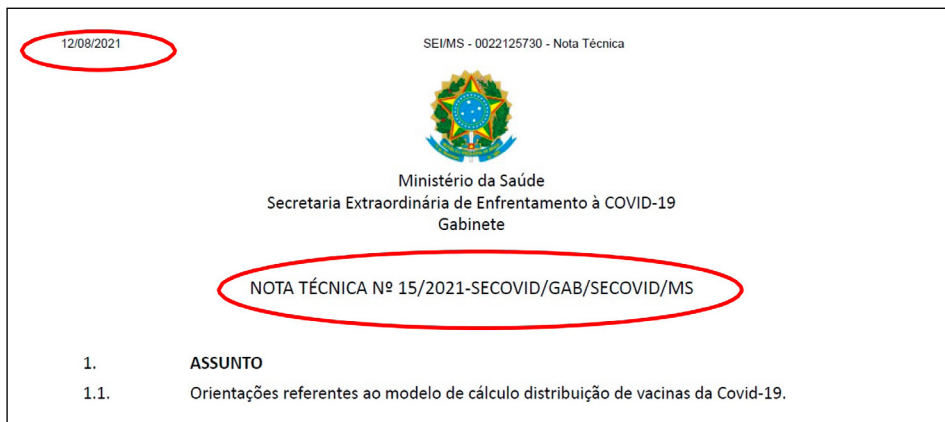 12/08/2021 SEI/MS - 0022125730 - Nota Técnica
Ministério da Saúde
Secretaria Extraordinária de Enfrentamento à COVID-19
Gabinete
NOTA TÉCNICA Nº 15/2021-SECOVID/GAB/SECOVID/MS
1. ASSUNTO
1.1. Orientações referentes ao modelo de cálculo distribuição de vacinas da Covid-19.